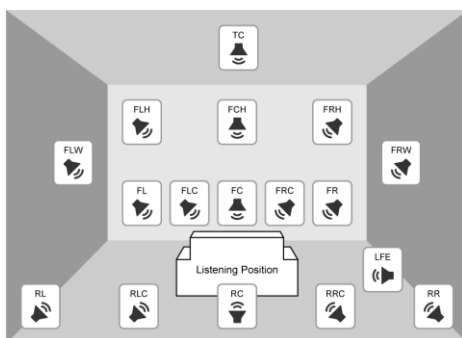 TC
FLH
FCH
FRH
FLW
FRW
FL
FLC
FC
FRC
FR
Listening Position
LFE
RL
RLC
RC
RRC
RR